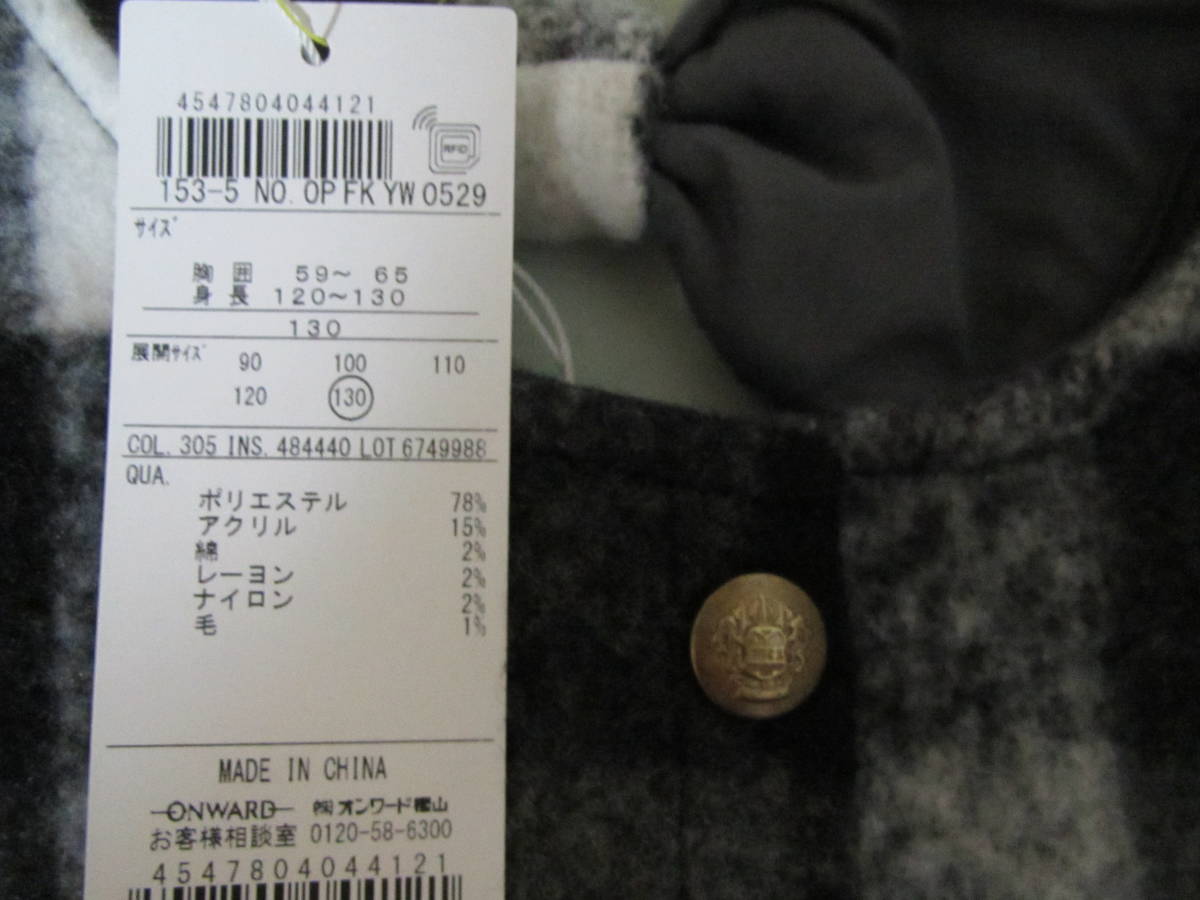 4547804044121
RFID
153-5 NO. OPFKYW0529
サイズ
胸 囲 59〜 65
身 長 120〜130
130
展開サイズ 90 100 110
120 130
COL. 305 INS. 484440 LOT 6749988
QUA.
ポリエステル 78%
アクリル 15%
綿 2%
レーヨン 2%
ナイロン 2%
毛 1%
MADE IN CHINA
ONWARD ㈱オンワード樫山
お客様相談室 0120-58-6300
4547804044121